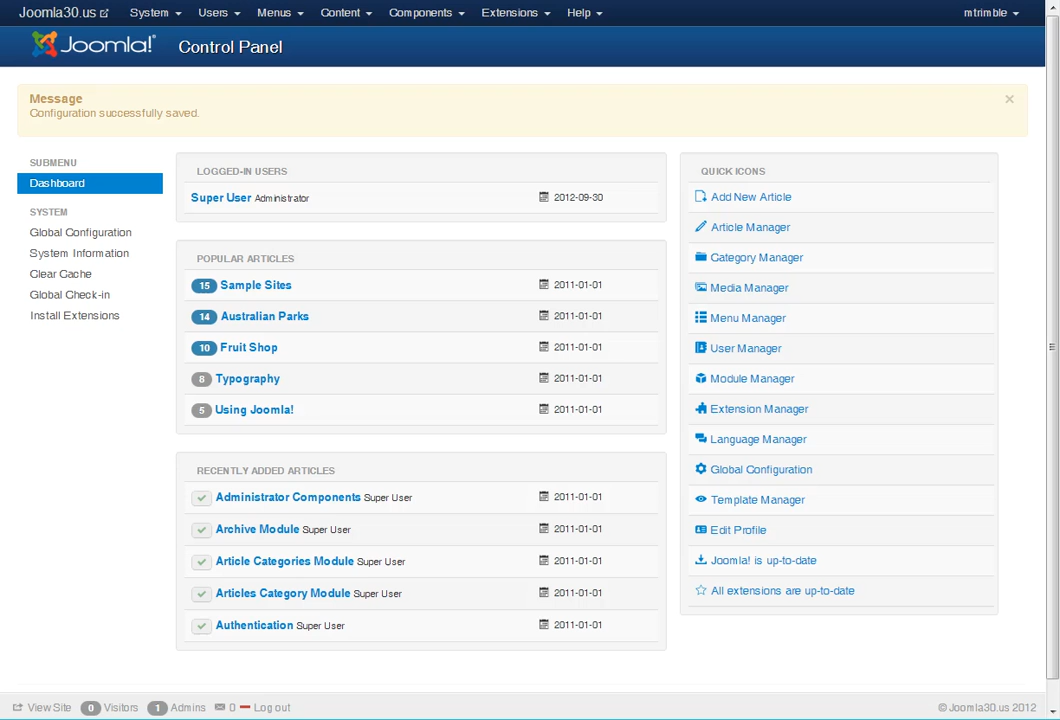 Joomla30.us System Users Menus Content Components Extensions Help mtrimble
Joomla!® Control Panel
Message
Configuration successfully saved.
×
SUBMENU
Dashboard
SYSTEM
Global Configuration
System Information
Clear Cache
Global Check-in
Install Extensions
LOGGED-IN USERS
Super User Administrator 2012-09-30
POPULAR ARTICLES
15 Sample Sites 2011-01-01
14 Australian Parks 2011-01-01
10 Fruit Shop 2011-01-01
8 Typography 2011-01-01
5 Using Joomla! 2011-01-01
RECENTLY ADDED ARTICLES
Administrator Components Super User 2011-01-01
Archive Module Super User 2011-01-01
Article Categories Module Super User 2011-01-01
Articles Category Module Super User 2011-01-01
Authentication Super User 2011-01-01
QUICK ICONS
Add New Article
Article Manager
Category Manager
Media Manager
Menu Manager
User Manager
Module Manager
Extension Manager
Language Manager
Global Configuration
Template Manager
Edit Profile
Joomla! is up-to-date
All extensions are up-to-date
View Site 0 Visitors 1 Admins 0 Log out © Joomla30.us 2012